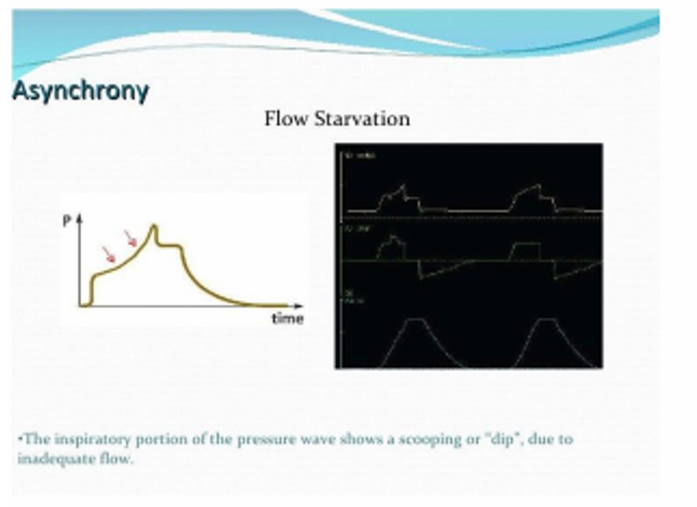 Asynchrony
Flow Starvation
P
time
•The inspiratory portion of the pressure wave shows a scooping or "dip", due to
inadequate flow.